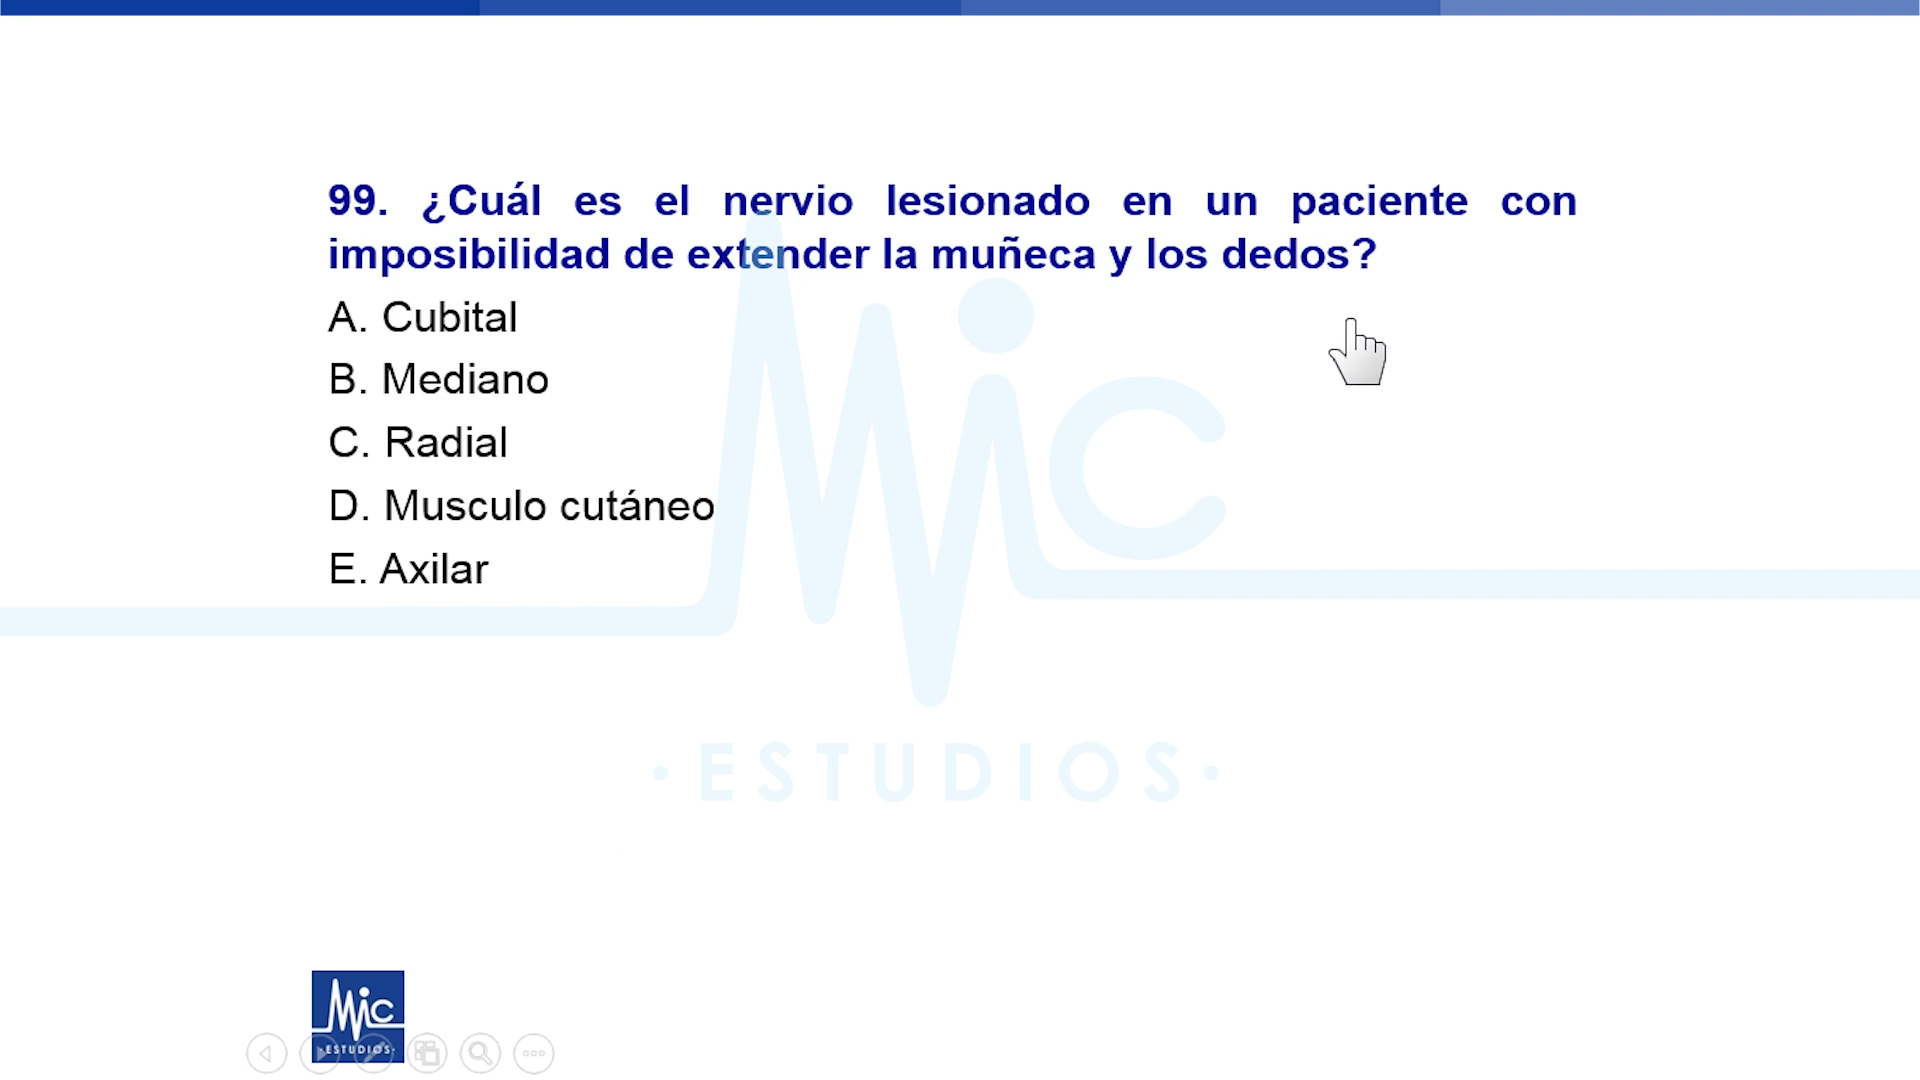 99. ¿Cuál es el nervio lesionado en un paciente con
imposibilidad de extender la muñeca y los dedos?
A. Cubital
B. Mediano
C. Radial
D. Musculo cutáneo
E. Axilar
Mic
·ESTUDIOS·
Mic
·ESTUDIOS·